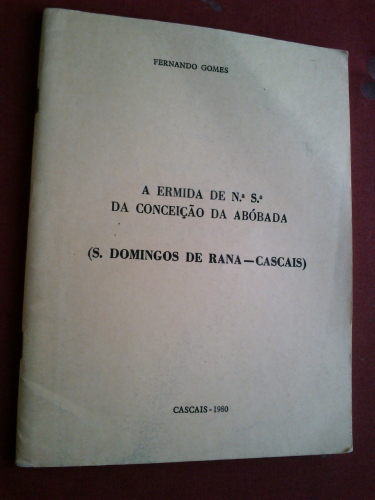 FERNANDO GOMES
A ERMIDA DE N.ª S.ª
DA CONCEIÇÃO DA ABÓBADA
(S. DOMINGOS DE RANA—CASCAIS)
CASCAIS-1980